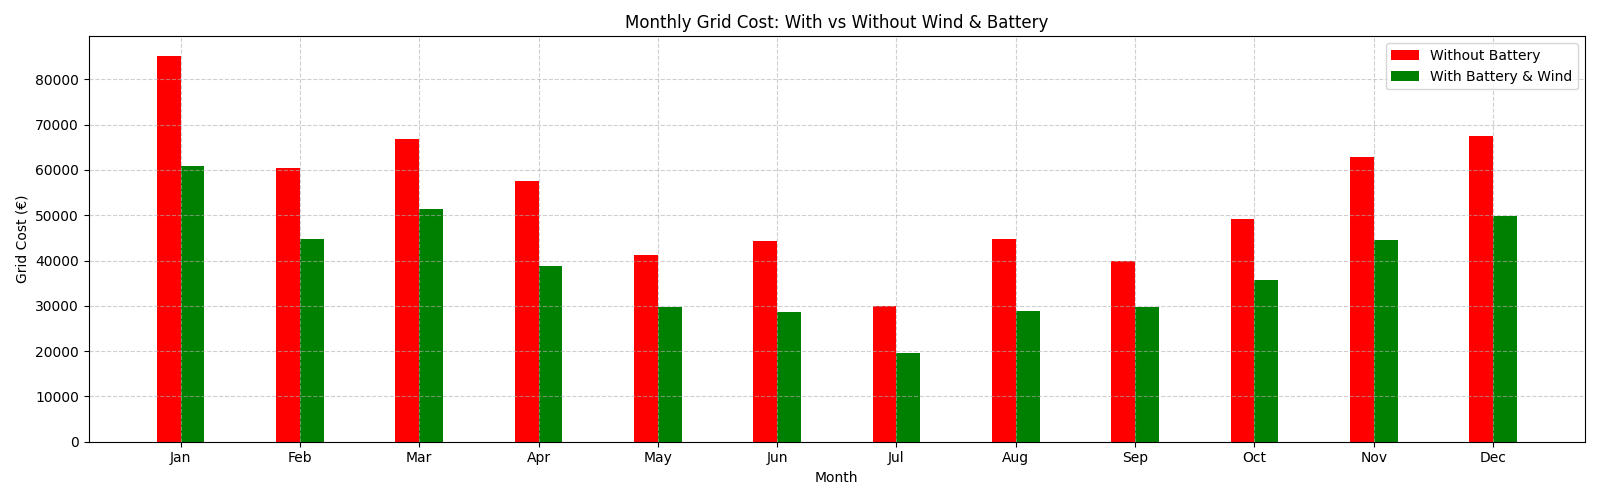 Monthly Grid Cost: With vs Without Wind & Battery
Without Battery
With Battery & Wind
Grid Cost (€)
80000
70000
60000
50000
40000
30000
20000
10000
0
Jan Feb Mar Apr May Jun Jul Aug Sep Oct Nov Dec
Month